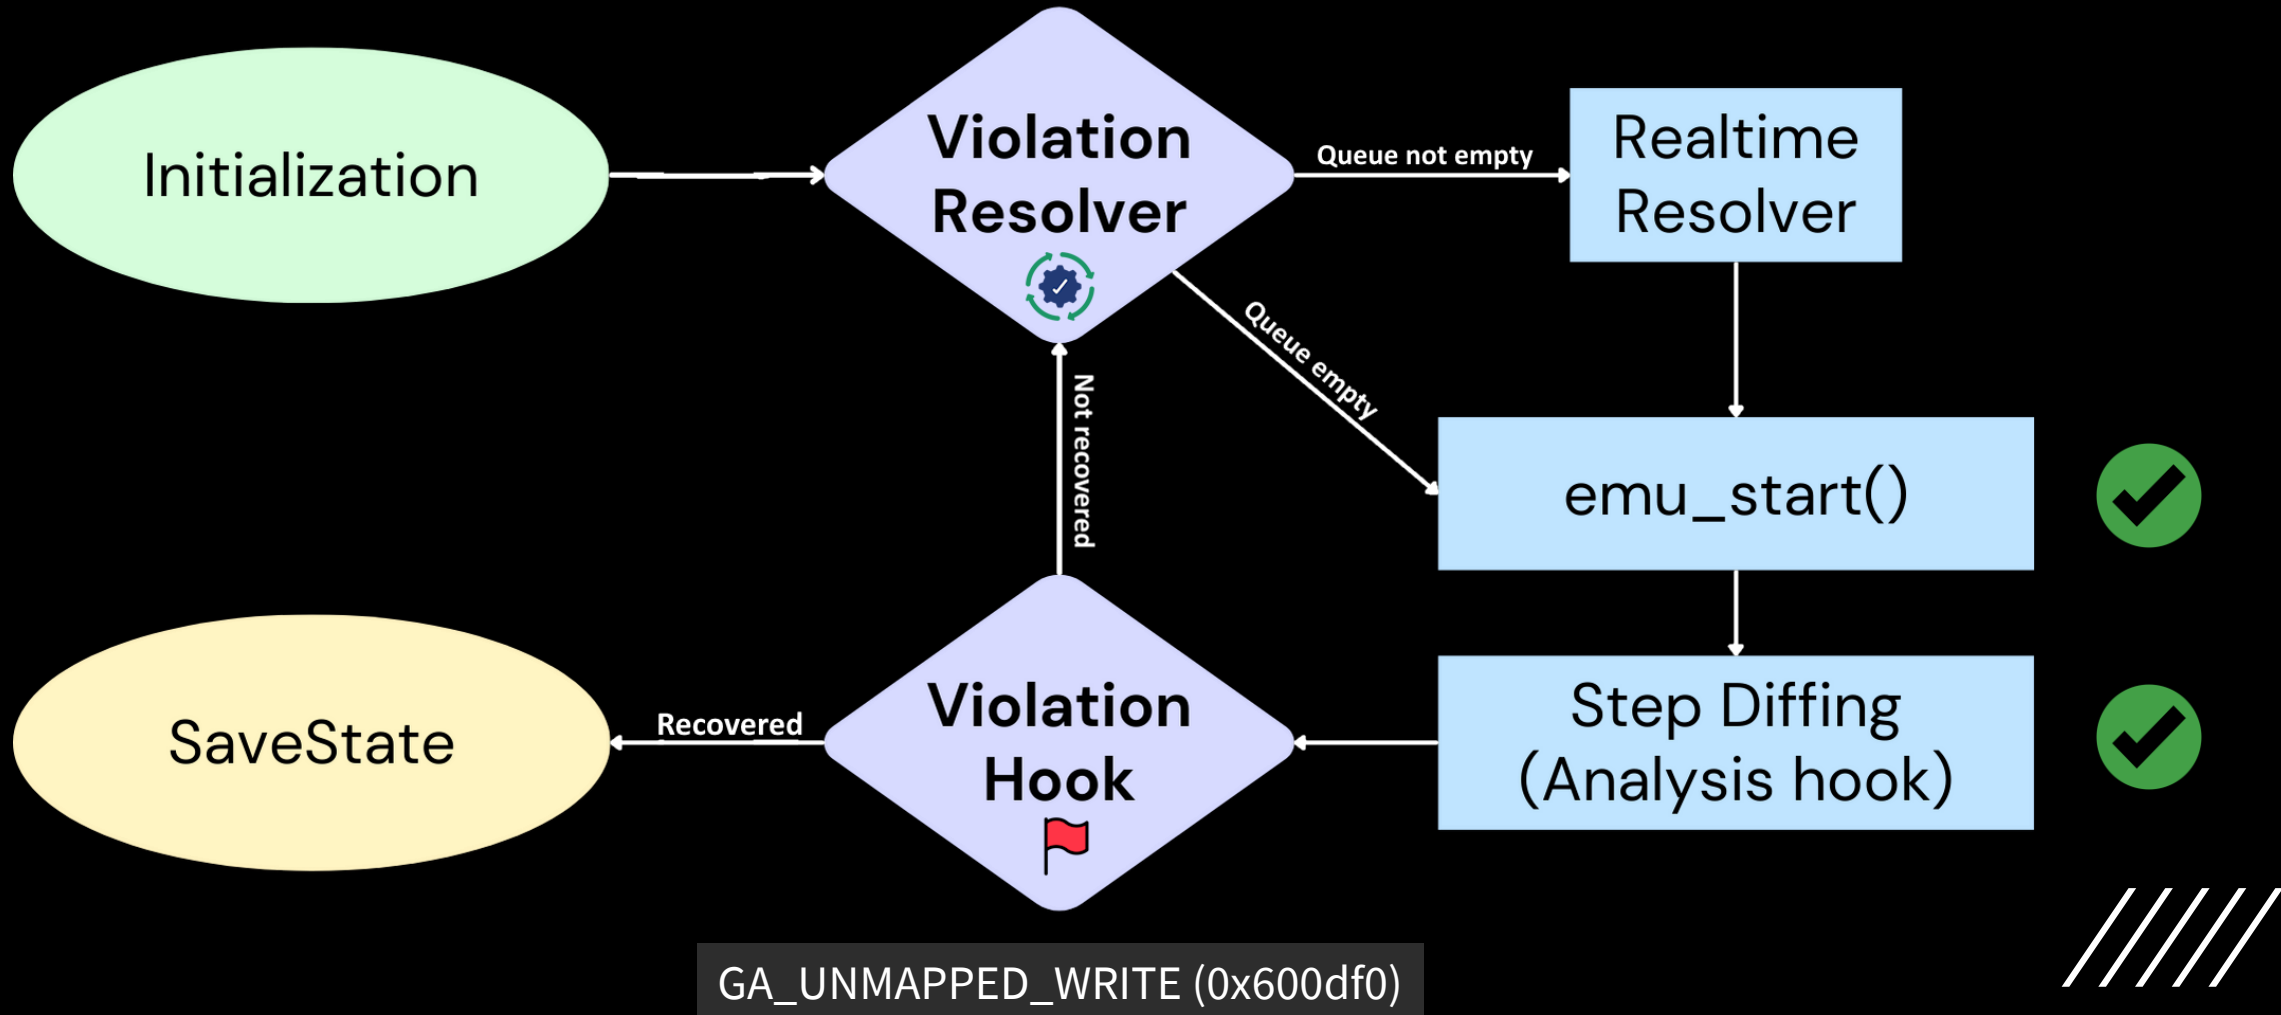 Initialization
Violation
Resolver
Queue not empty
Realtime
Resolver
Queue empty
Not recovered
emu_start()
Step Diffing
(Analysis hook)
Violation
Hook
Recovered
SaveState
GA_UNMAPPED_WRITE (0x600df0)